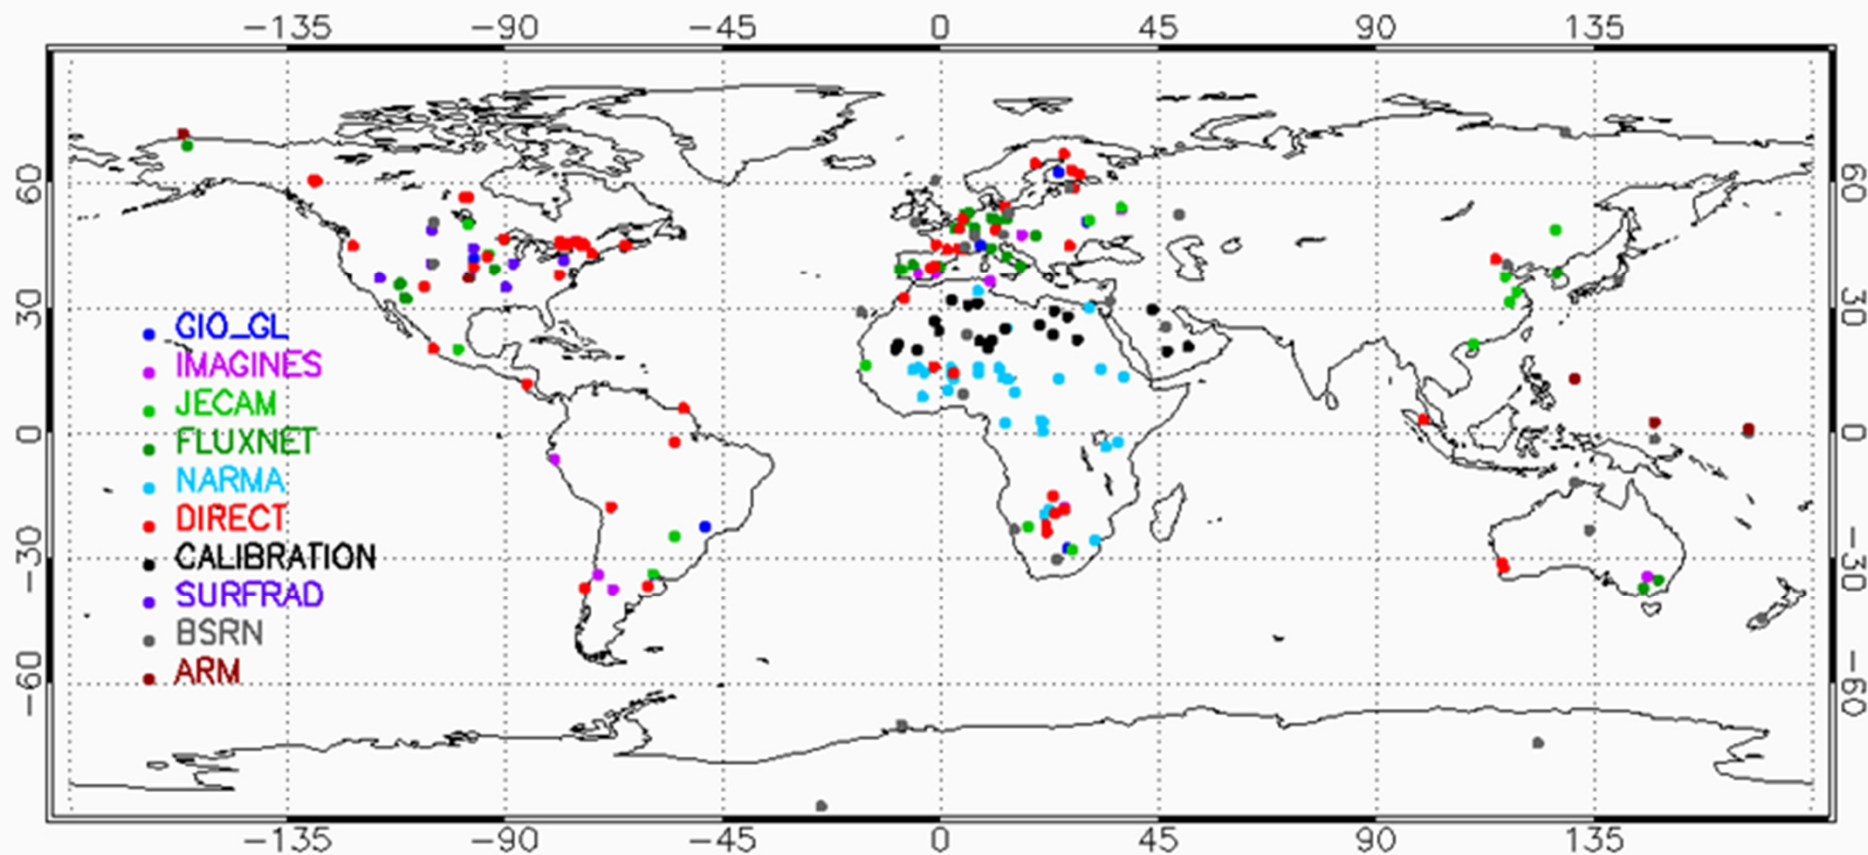 −135 −90 −45 0 45 90 135
60 60
30 30
GIO_GL
IMAGINES
JECAM
FLUXNET
0 0
NARMA
DIRECT
CALIBRATION
−30 −30
SURFRAD
BSRN
ARM
−60 −60
−135 −90 −45 0 45 90 135